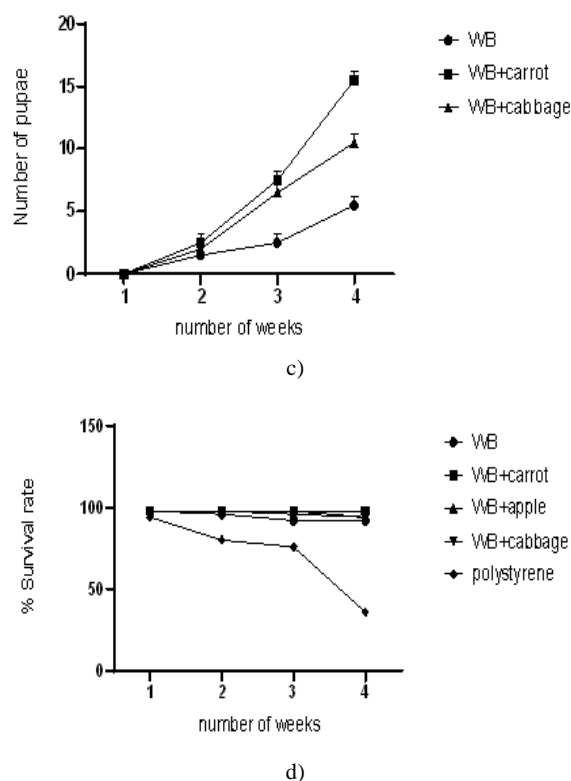 20
15
10
5
0
Number of pupae
1 2 3 4
number of weeks
WB
WB+carrot
WB+cabbage
c)
150
100
50
0
% Survival rate
1 2 3 4
number of weeks
WB
WB+carrot
WB+apple
WB+cabbage
polystyrene
d)